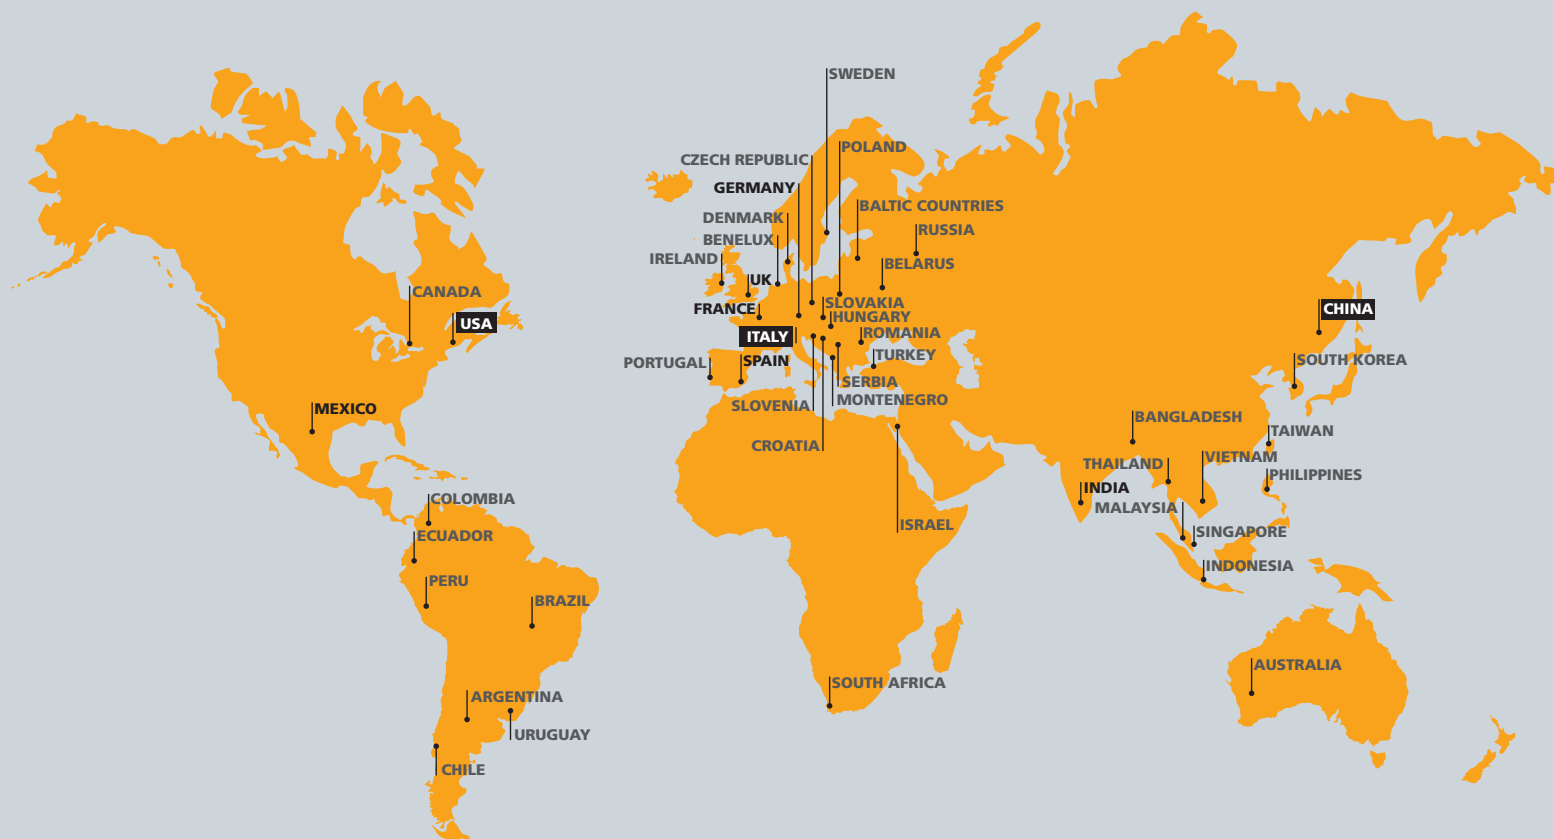 SWEDEN
POLAND
CZECH REPUBLIC
GERMANY
BALTIC COUNTRIES
DENMARK
RUSSIA
BENELUX
IRELAND
BELARUS
UK
CANADA
SLOVAKIA
FRANCE
CHINA
HUNGARY
USA
ITALY
ROMANIA
TURKEY
SOUTH KOREA
PORTUGAL
SPAIN
SERBIA
MONTENEGRO
SLOVENIA
MEXICO
BANGLADESH
TAIWAN
CROATIA
VIETNAM
THAILAND
PHILIPPINES
INDIA
COLOMBIA
MALAYSIA
ISRAEL
SINGAPORE
ECUADOR
INDONESIA
PERU
BRAZIL
AUSTRALIA
SOUTH AFRICA
ARGENTINA
URUGUAY
CHILE